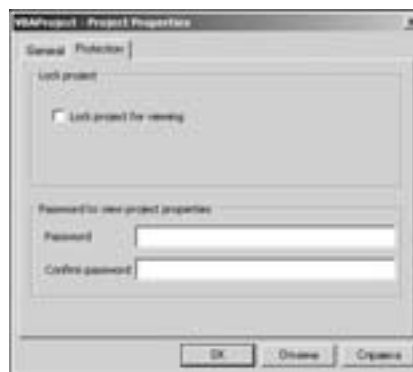 VBAProject - Project Properties
General Protection
Lock project
Lock project for viewing
Password to view project properties
Password
Confirm password
OK Отмена Справка